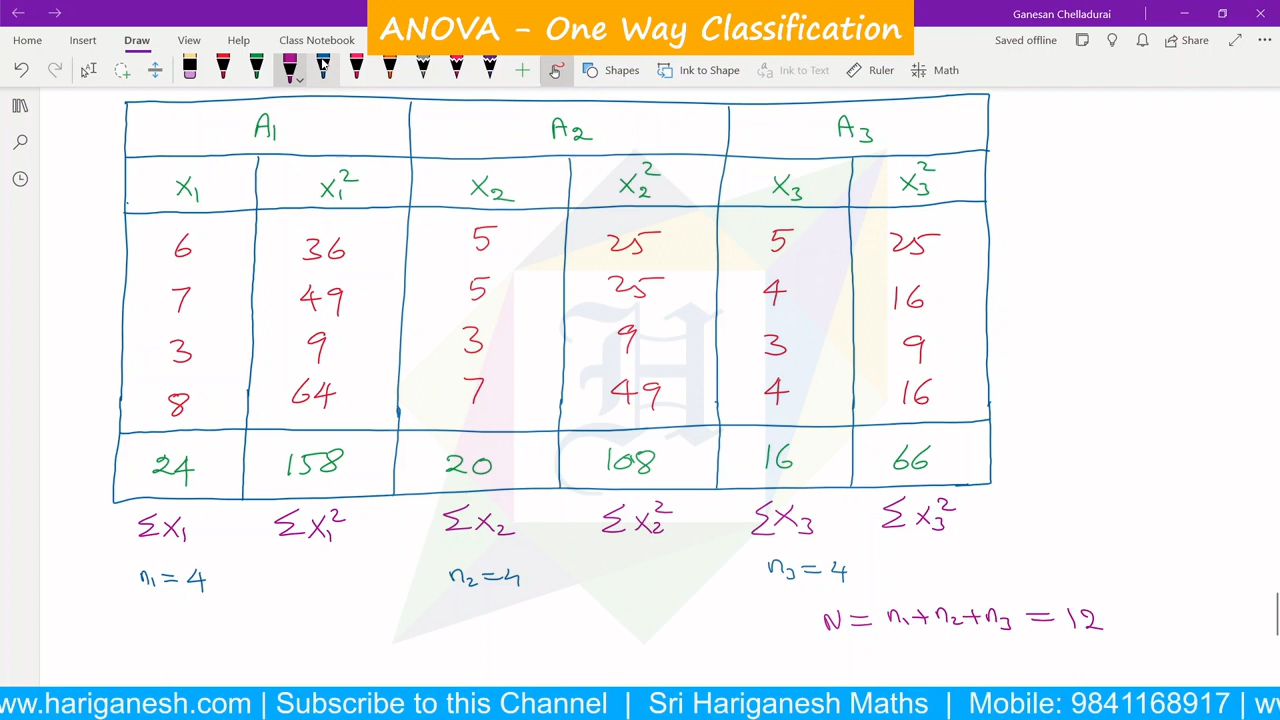 Ganesan Chelladurai
ANOVA - One Way Classification
Home Insert Draw View Help Class Notebook Saved offline Share
Shapes Ink to Shape Ink to Text Ruler Math
A₁ A₂ A₃
X₁ X₁² X₂ X₂² X₃ X₃²
6 36 5 25 5 25
7 49 5 25 4 16
3 9 3 9 3 9
8 64 7 49 4 16
24 158 20 108 16 66
ΣX₁ ΣX₁² ΣX₂ ΣX₂² ΣX₃ ΣX₃²
n₁ = 4 n₂ = 4 n₃ = 4
N = n₁+n₂+n₃ = 12
www.hariganesh.com | Subscribe to this Channel | Sri Hariganesh Maths | Mobile: 9841168917 | w